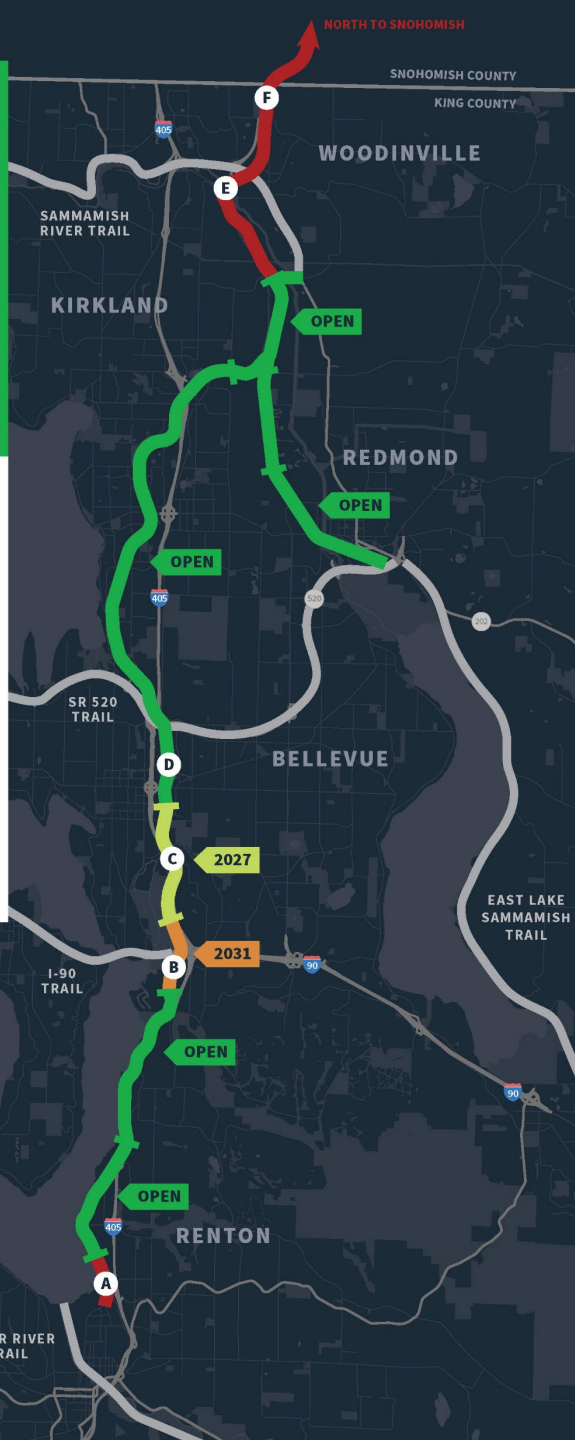 NORTH TO SNOHOMISH
SNOHOMISH COUNTY
KING COUNTY
F
405
WOODINVILLE
E
SAMMAMISH
RIVER TRAIL
KIRKLAND
OPEN
REDMOND
OPEN
OPEN
405
520
202
SR 520
TRAIL
BELLEVUE
D
C
2027
EAST LAKE
SAMMAMISH
TRAIL
2031
B
90
I-90
TRAIL
OPEN
90
OPEN
405
RENTON
A
R RIVER
RAIL